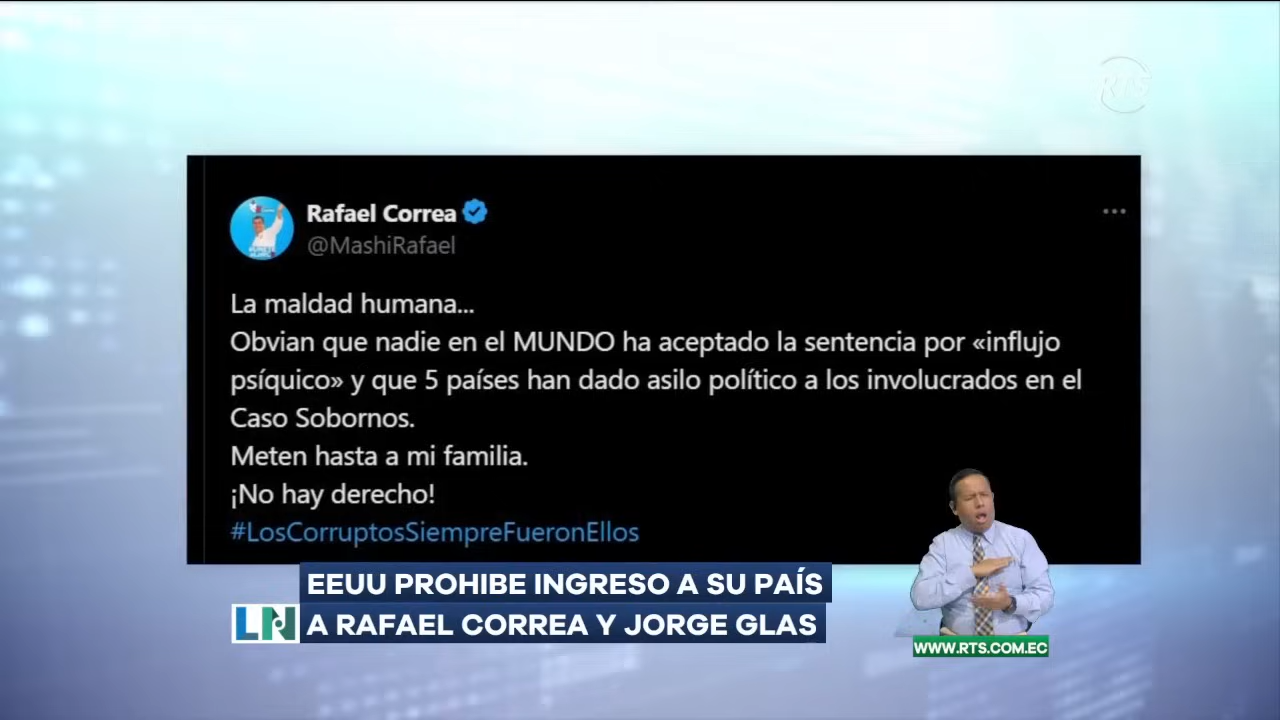 RTS
Rafael Correa
@MashiRafael
La maldad humana...
Obvian que nadie en el MUNDO ha aceptado la sentencia por «influjo
psíquico» y que 5 países han dado asilo político a los involucrados en el
Caso Sobornos.
Meten hasta a mi familia.
¡No hay derecho!
#LosCorruptosSiempreFueronEllos
EEUU PROHIBE INGRESO A SU PAÍS
LN A RAFAEL CORREA Y JORGE GLAS
WWW.RTS.COM.EC